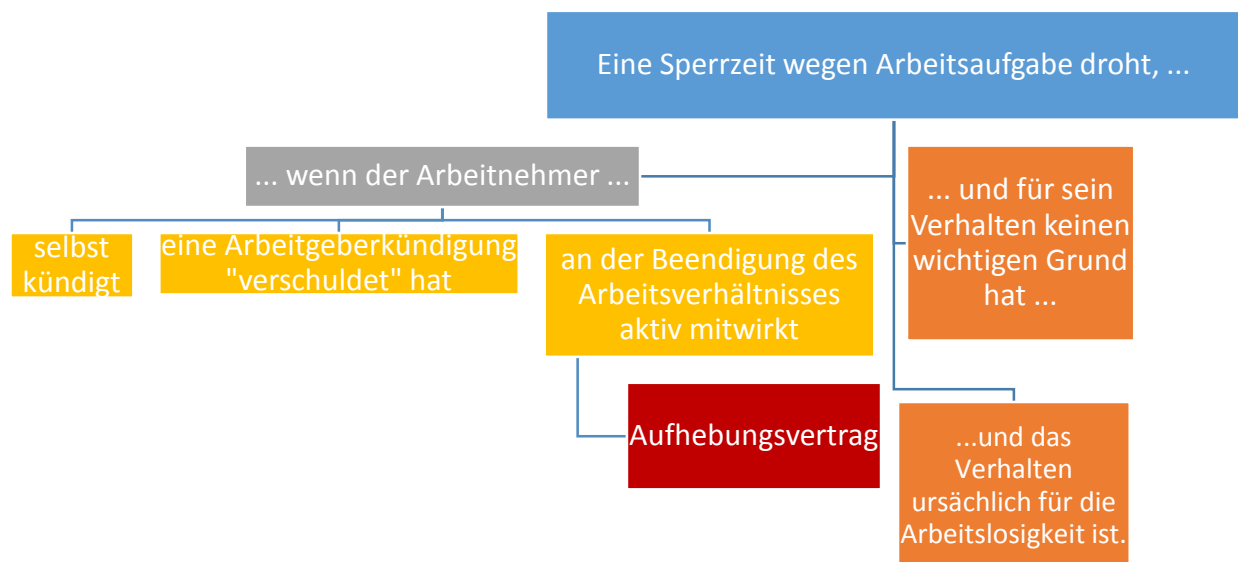 Eine Sperrzeit wegen Arbeitsaufgabe droht, ...
... wenn der Arbeitnehmer ...
selbst
kündigt
eine Arbeitgeberkündigung
"verschuldet" hat
an der Beendigung des
Arbeitsverhältnisses
aktiv mitwirkt
Aufhebungsvertrag
... und für sein
Verhalten keinen
wichtigen Grund
hat ...
...und das
Verhalten
ursächlich für die
Arbeitslosigkeit ist.